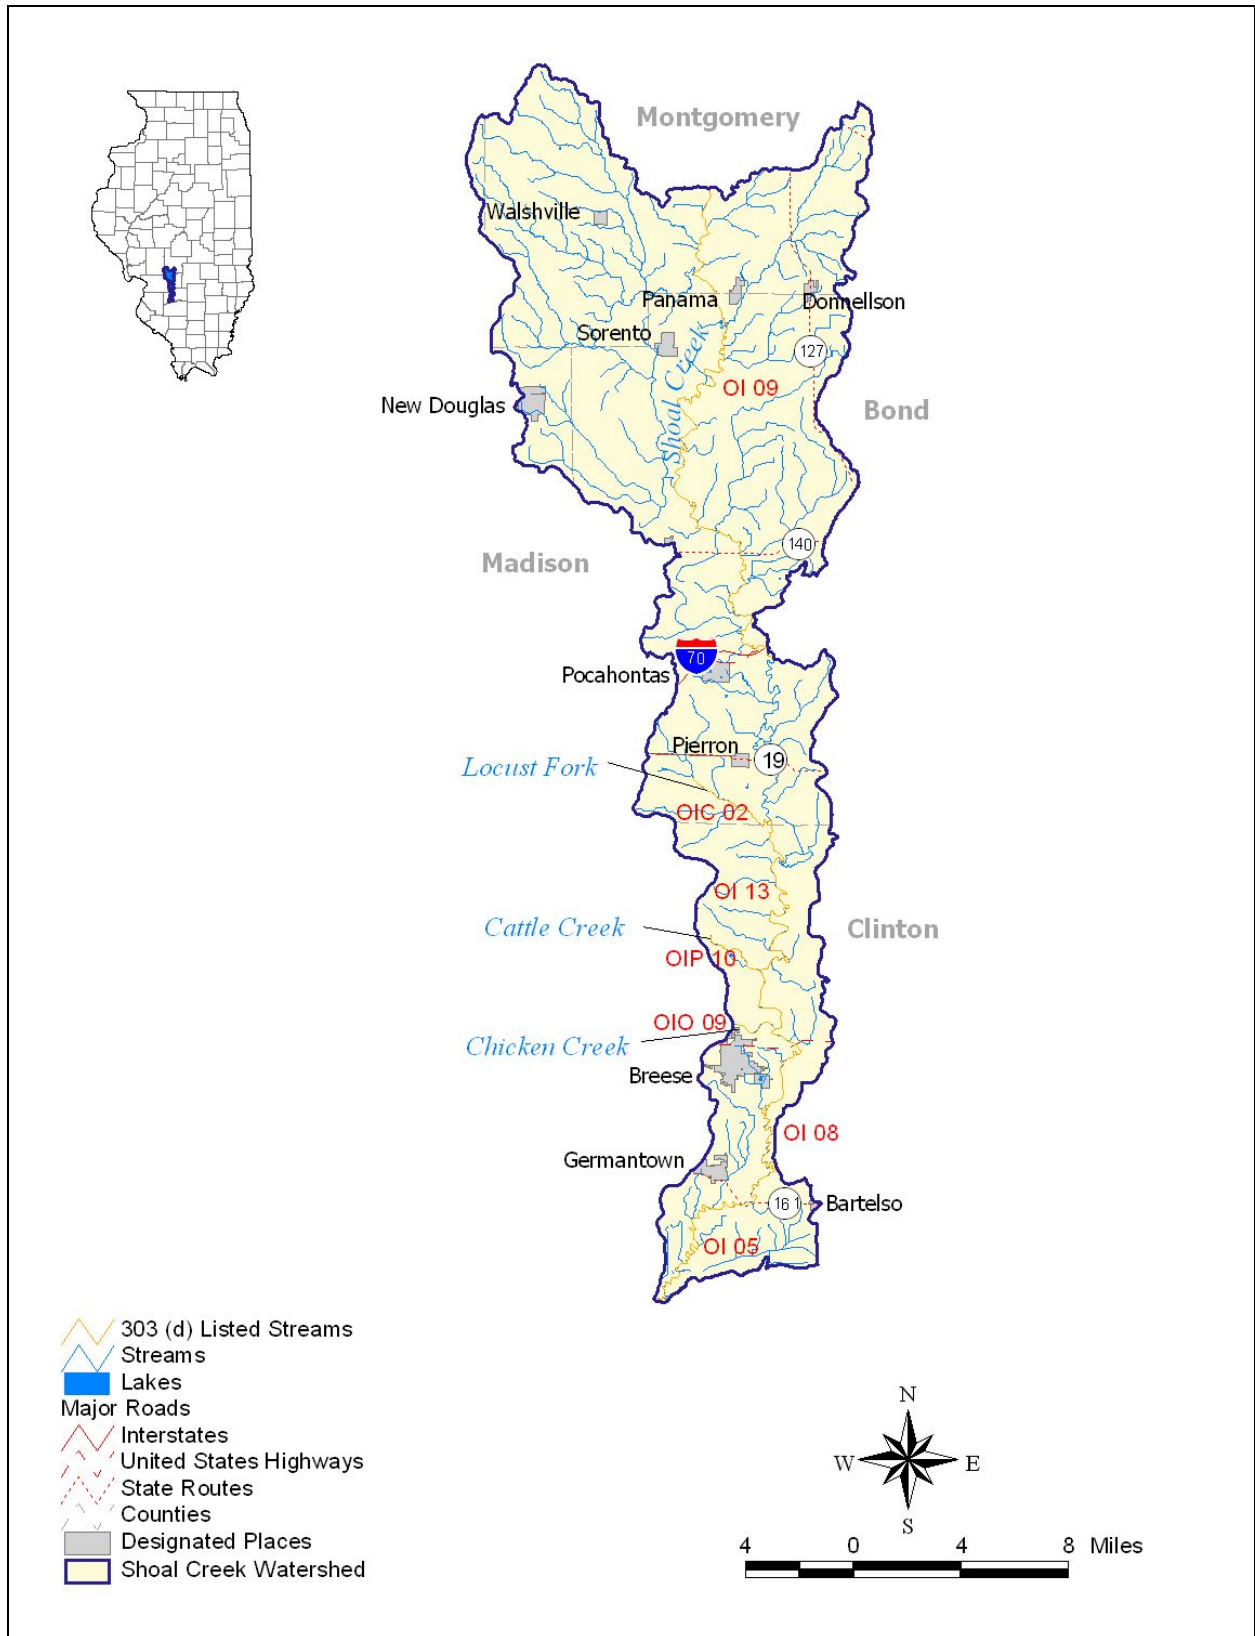 Montgomery
Walshville
Panama
Donnellson
Sorento
127
Shoal Creek
OI 09
New Douglas
Bond
140
Madison
70
Pocahontas
Pierron
19
Locust Fork
OIC 02
OI 13
Cattle Creek
Clinton
OIP 10
OIO 09
Chicken Creek
Breese
OI 08
Germantown
161
Bartelso
OI 05
303 (d) Listed Streams
Streams
Lakes
Major Roads
Interstates
United States Highways
State Routes
Counties
Designated Places
Shoal Creek Watershed
N
W
E
S
4 0 4 8 Miles